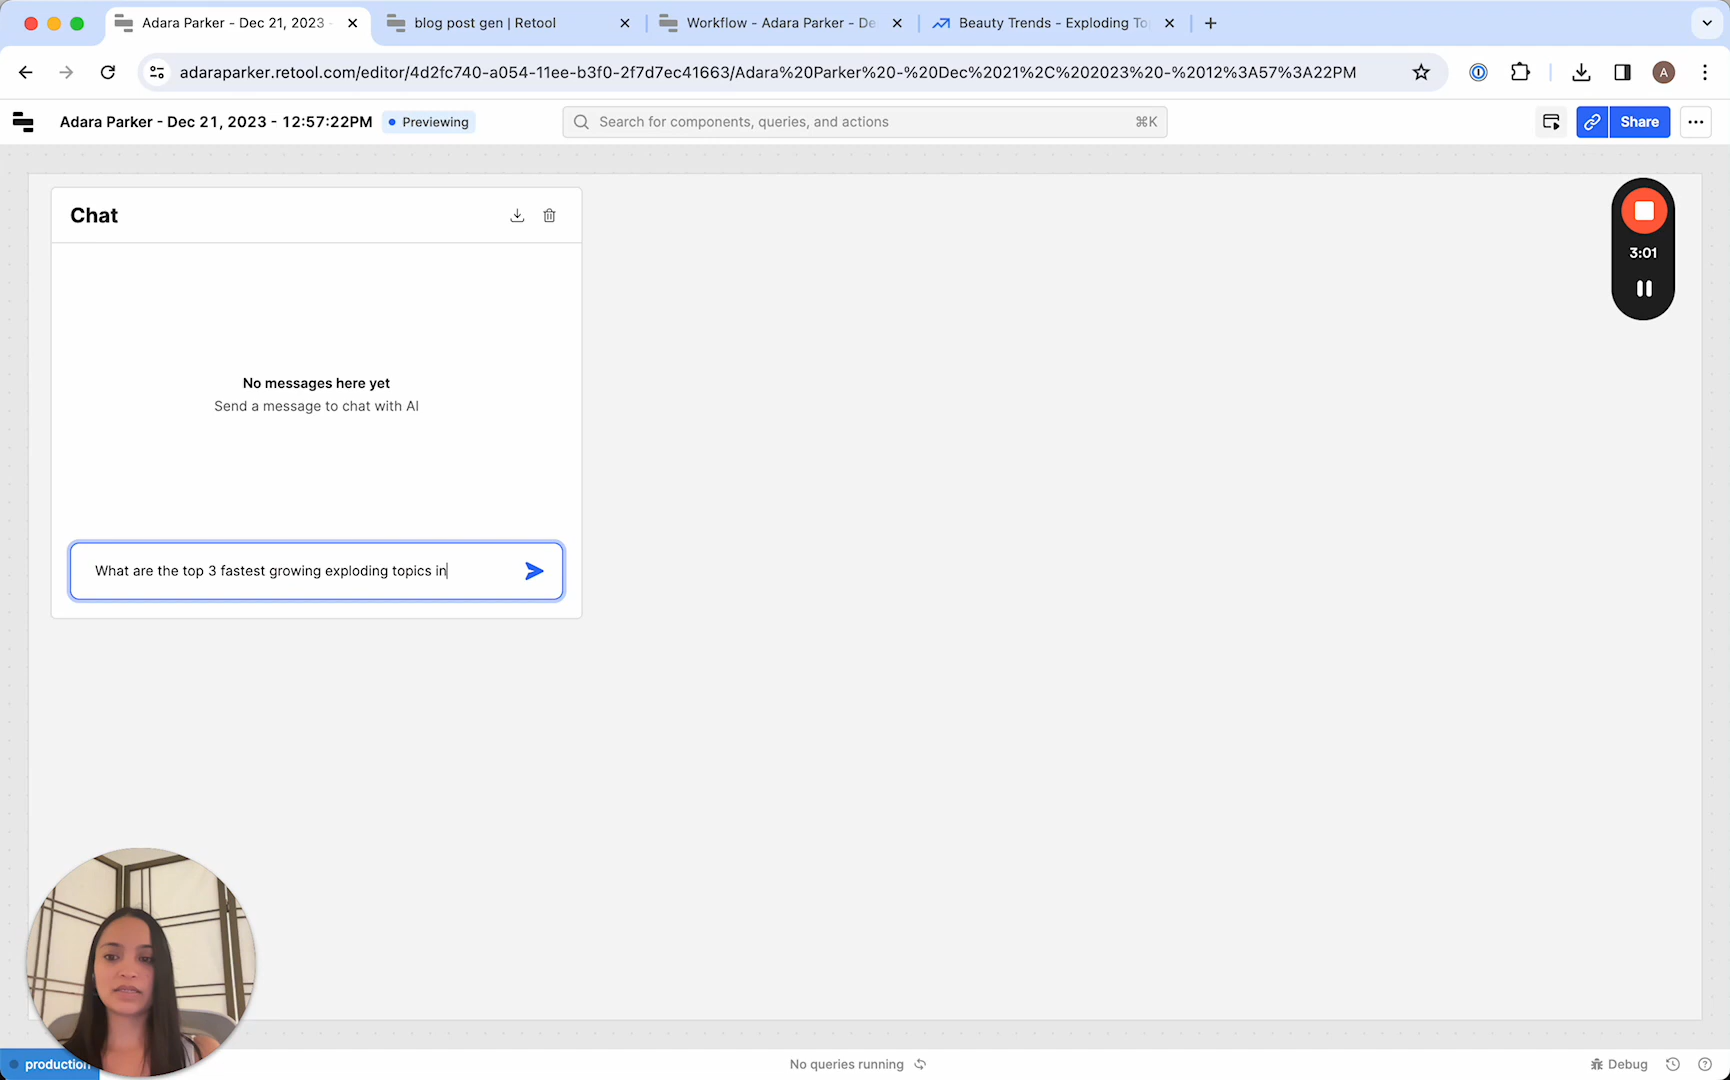 Adara Parker - Dec 21, 2023 -
blog post gen | Retool
Workflow - Adara Parker - De
Beauty Trends - Exploding To
adaraparker.retool.com/editor/4d2fc740-a054-11ee-b3f0-2f7d7ec41663/Adara%20Parker%20-%20Dec%2021%2C%202023%20-%2012%3A57%3A22PM
A
Adara Parker - Dec 21, 2023 - 12:57:22PM
Previewing
Search for components, queries, and actions
⌘K
Share
Chat
3:01
No messages here yet
Send a message to chat with AI
What are the top 3 fastest growing exploding topics in
production
No queries running
Debug